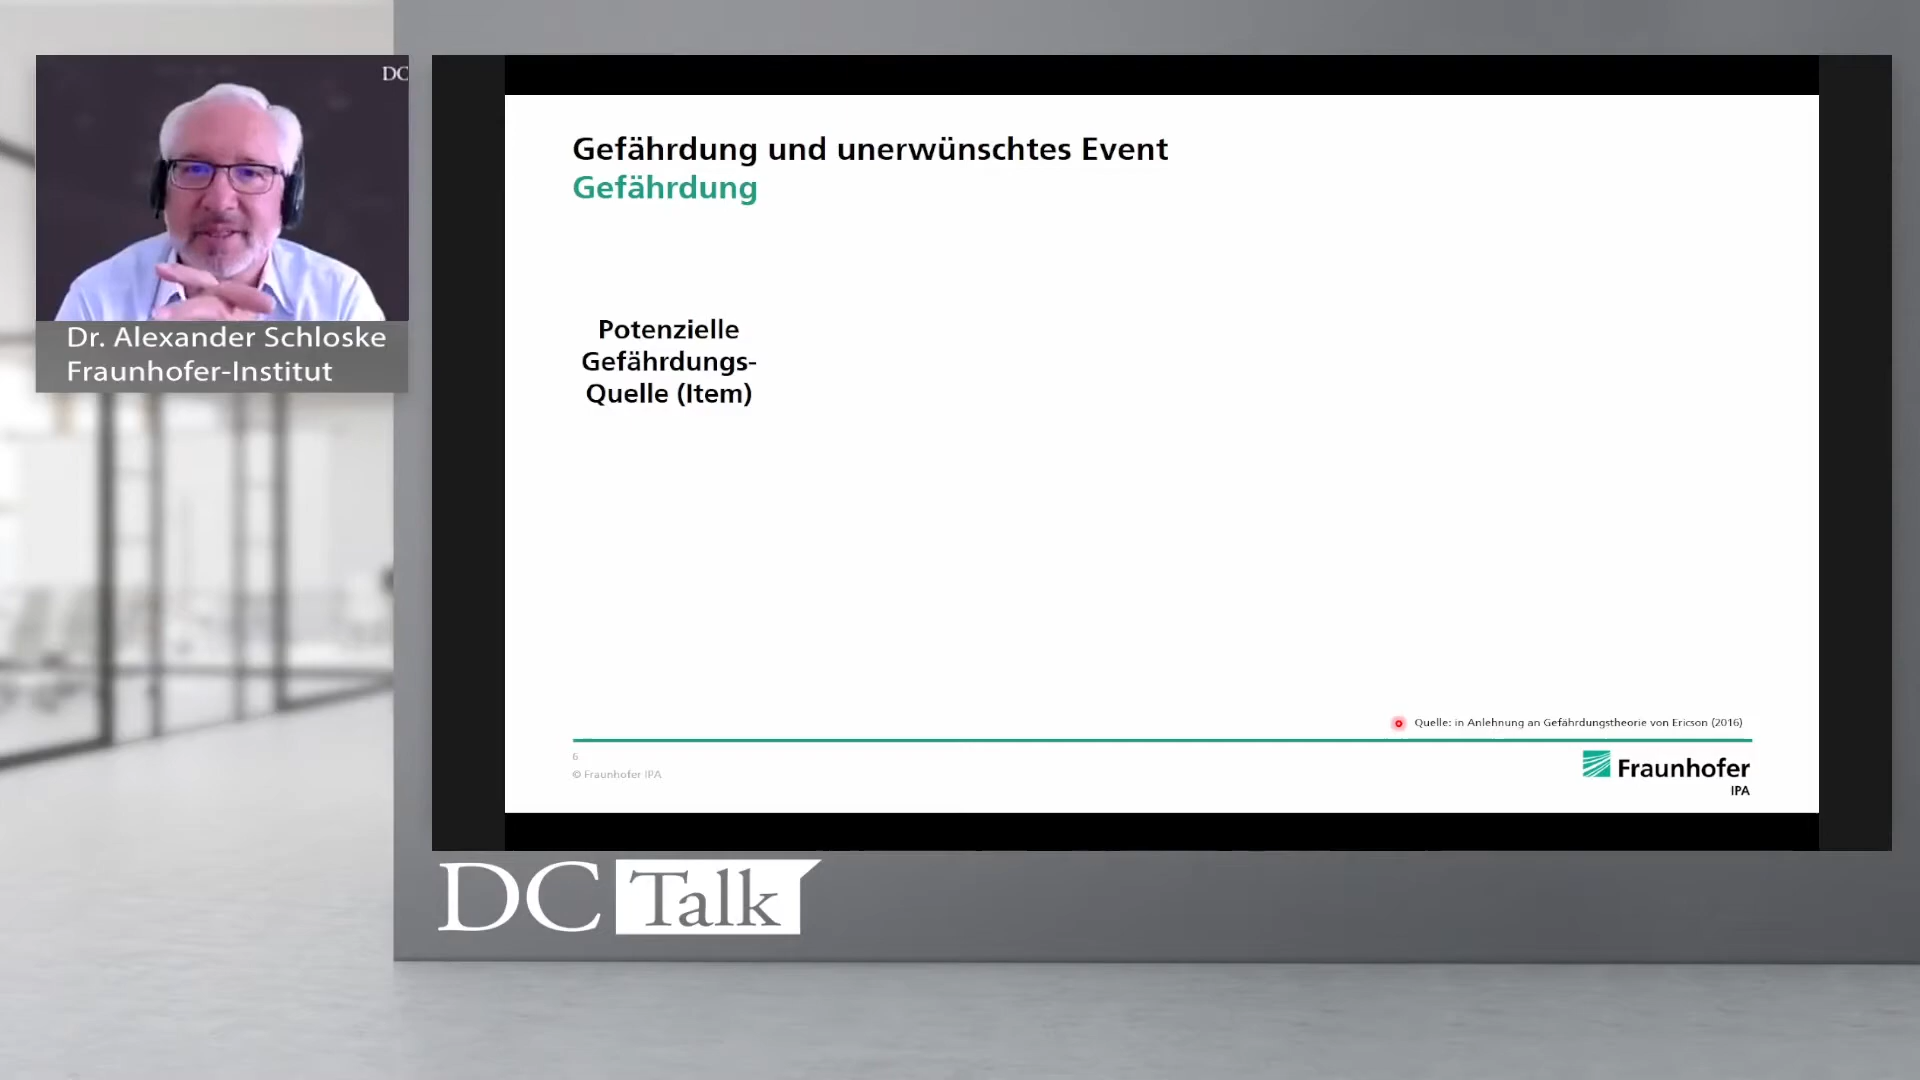 DC
Dr. Alexander Schloske
Fraunhofer-Institut
Gefährdung und unerwünschtes Event
Gefährdung
Potenzielle
Gefährdungs-
Quelle (Item)
Quelle: in Anlehnung an Gefährdungstheorie von Ericson (2016)
6
© Fraunhofer IPA
Fraunhofer
IPA
DC Talk